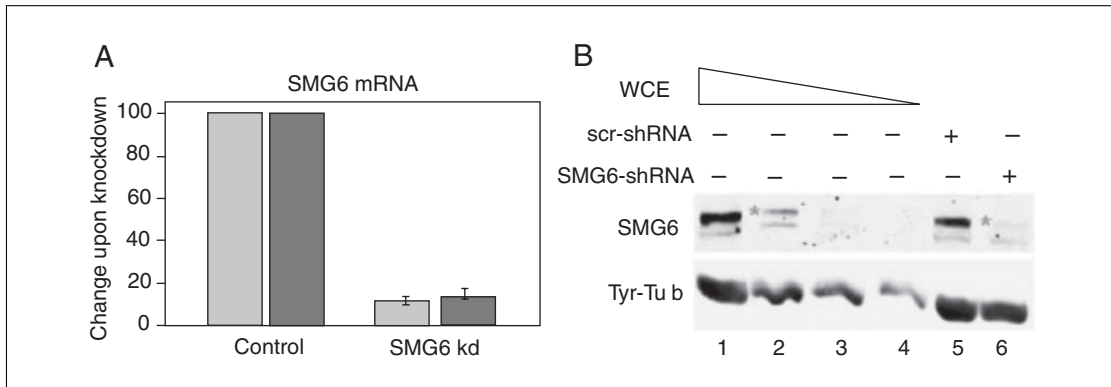 A
SMG6 mRNA
Change upon knockdown
100
80
60
40
20
0
Control SMG6 kd
B
WCE
scr-shRNA – – – – + –
SMG6-shRNA – – – – – +
SMG6 * *
Tyr-Tu b
1 2 3 4 5 6